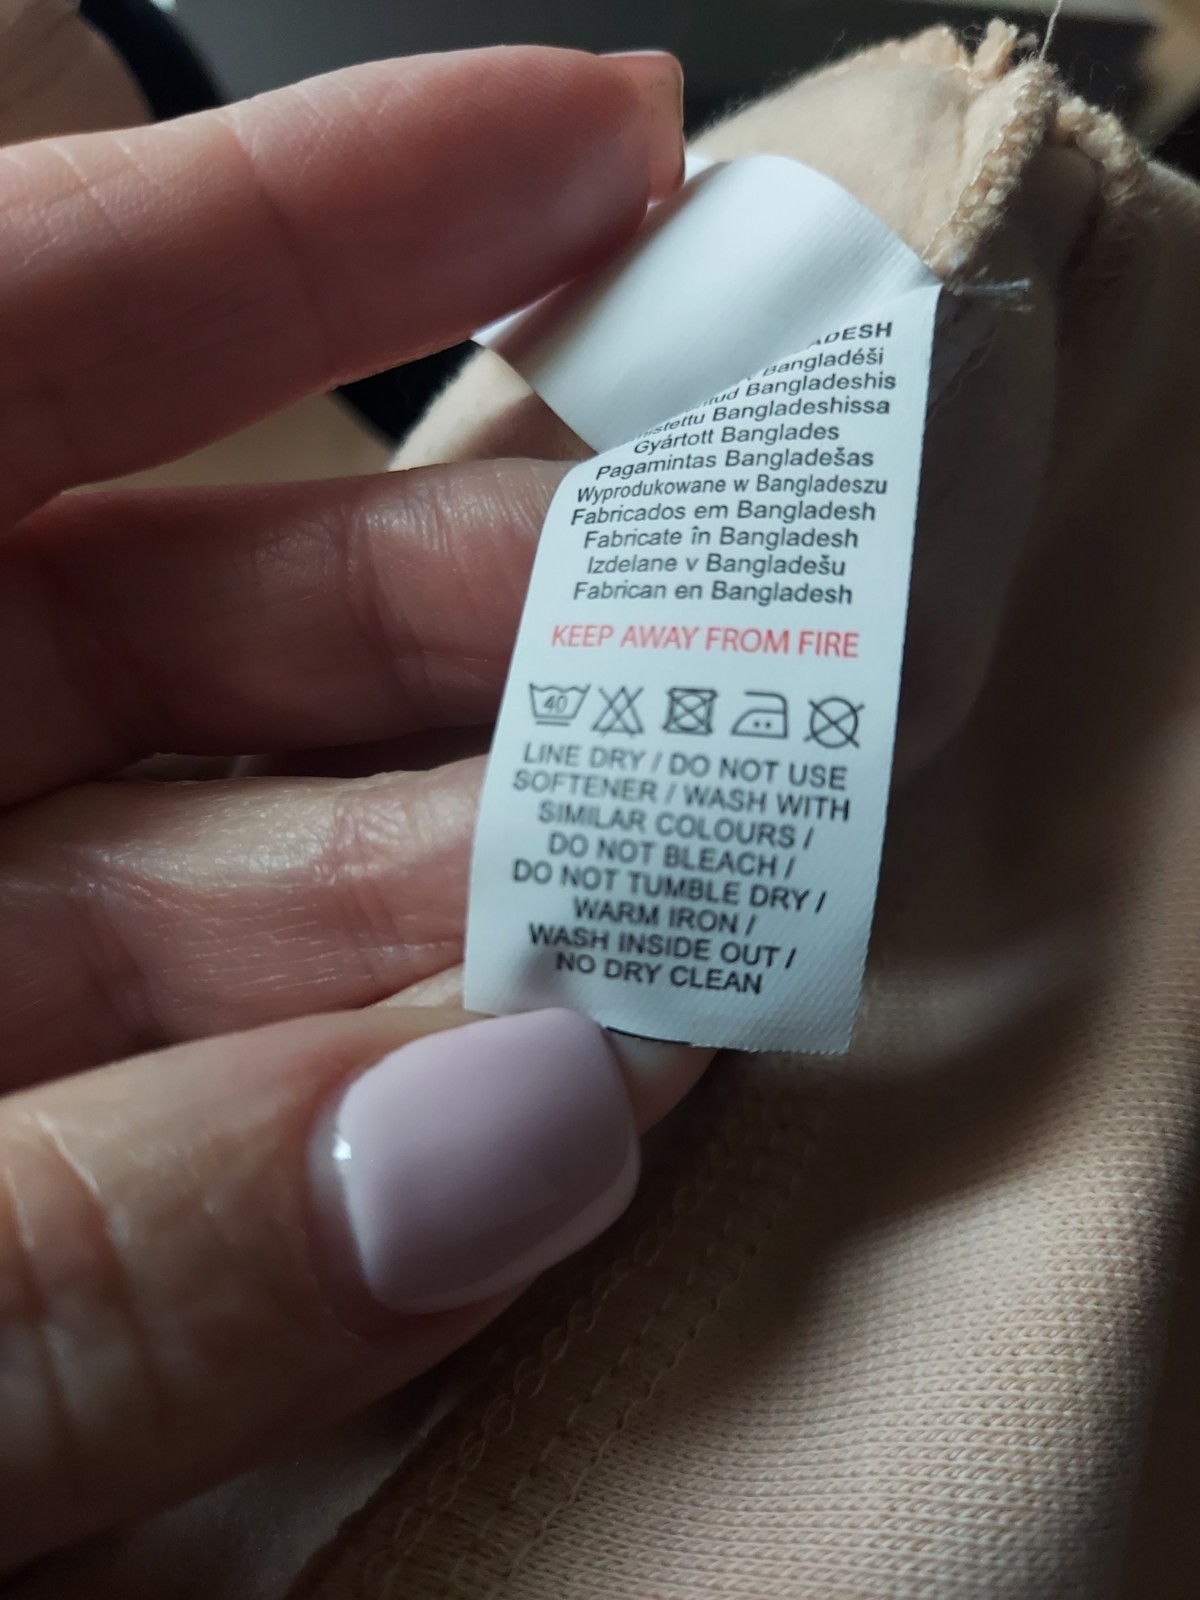 Bangladéši
Bangladeshis
Bangladeshissa
Gyártott Banglades
Pagamintas Bangladešas
Wyprodukowane w Bangladeszu
Fabricados em Bangladesh
Fabricate în Bangladesh
Izdelane v Bangladešu
Fabrican en Bangladesh
KEEP AWAY FROM FIRE
40
LINE DRY / DO NOT USE
SOFTENER / WASH WITH
SIMILAR COLOURS /
DO NOT BLEACH /
DO NOT TUMBLE DRY /
WARM IRON /
WASH INSIDE OUT /
NO DRY CLEAN